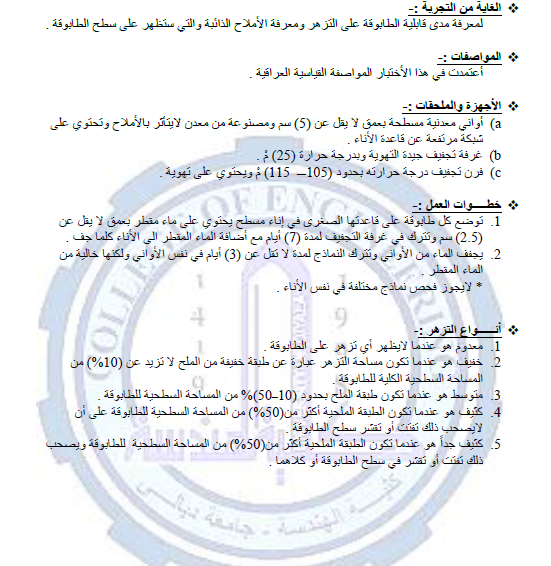 ❖ الغاية من التجربة :-
لمعرفة مدى قابلية الطابوقة على التزهر ومعرفة الأملاح الذائبة والتي ستظهر على سطح الطابوقة .
❖ المواصفات :-
أعتمدت في هذا الأختبار المواصفة القياسية العراقية .
❖ الأجهزة والملحقات :-
a) أواني معدنية مسطحة بعمق لا يقل عن (5) سم ومصنوعة من معدن لايتأثر بالأملاح وتحتوي على
شبكة مرتفعة عن قاعدة الأناء .
b) غرفة تجفيف جيدة التهوية وبدرجة حرارة (25) مْ .
c) فرن تجفيف درجة حرارته بحدود (105– 115) مْ ويحتوي على تهوية .
❖ خطـــوات العمل :-
1. توضع كل طابوقة على قاعدتها الصغرى في إناء مسطح يحتوي على ماء مقطر بعمق لا يقل عن
(2.5) سم وتترك في غرفة التجفيف لمدة (7) أيام مع أضافة الماء المقطر الى الأناء كلما جف .
2. يجفف الماء من الأواني وتترك النماذج لمدة لا تقل عن (3) أيام في نفس الأواني ولكنها خالية من
الماء المقطر .
* لايجوز فحص نماذج مختلفة في نفس الأناء .
❖ أنـــــواع التزهر :-
1. معدوم هو عندما لايظهر أي تزهر على الطابوقة .
2. خفيف هو عندما تكون مساحة التزهر عبارة عن طبقة خفيفة من الملح لا تزيد عن (10%) من
المساحة السطحية الكلية للطابوقة .
3. متوسط هو عندما تكون طبقة الملح بحدود (10–50%) من المساحة السطحية للطابوقة .
4. كثيف هو عندما تكون الطبقة الملحية أكثر من(50%) من المساحة السطحية للطابوقة على أن
لايصحب ذلك تفتت أو تقشر سطح الطابوقة .
5. كثيف جداً هو عندما تكون الطبقة الملحية أكثر من(50%) من المساحة السطحية للطابوقة ويصحب
ذلك تفتت أو تقشر في سطح الطابوقة أو كلاهما .
COLLEGE OF ENGINEERING
1419
كلية الهندسة - جامعة ديالى